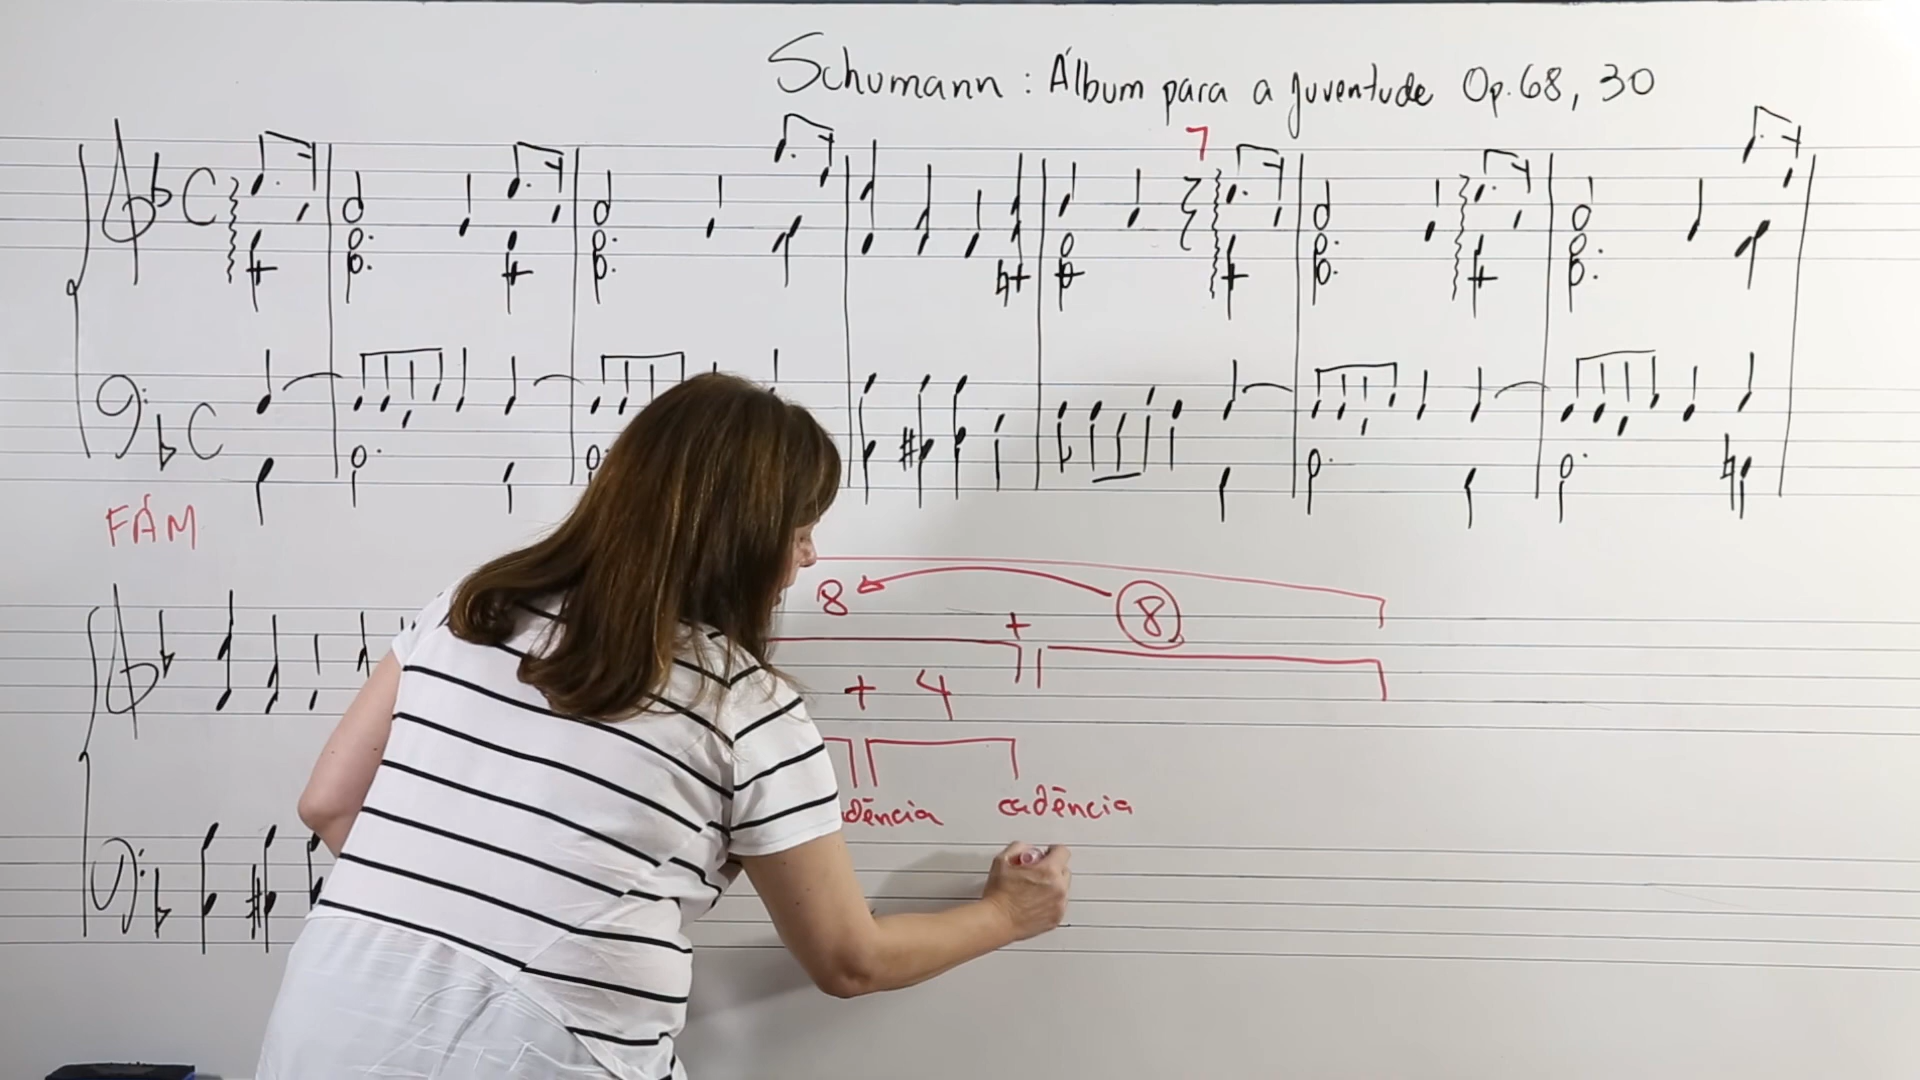 Schumann: Álbum para a juventude Op. 68, 30
7
FÁM
8 + 8
+ 4
dência cadência